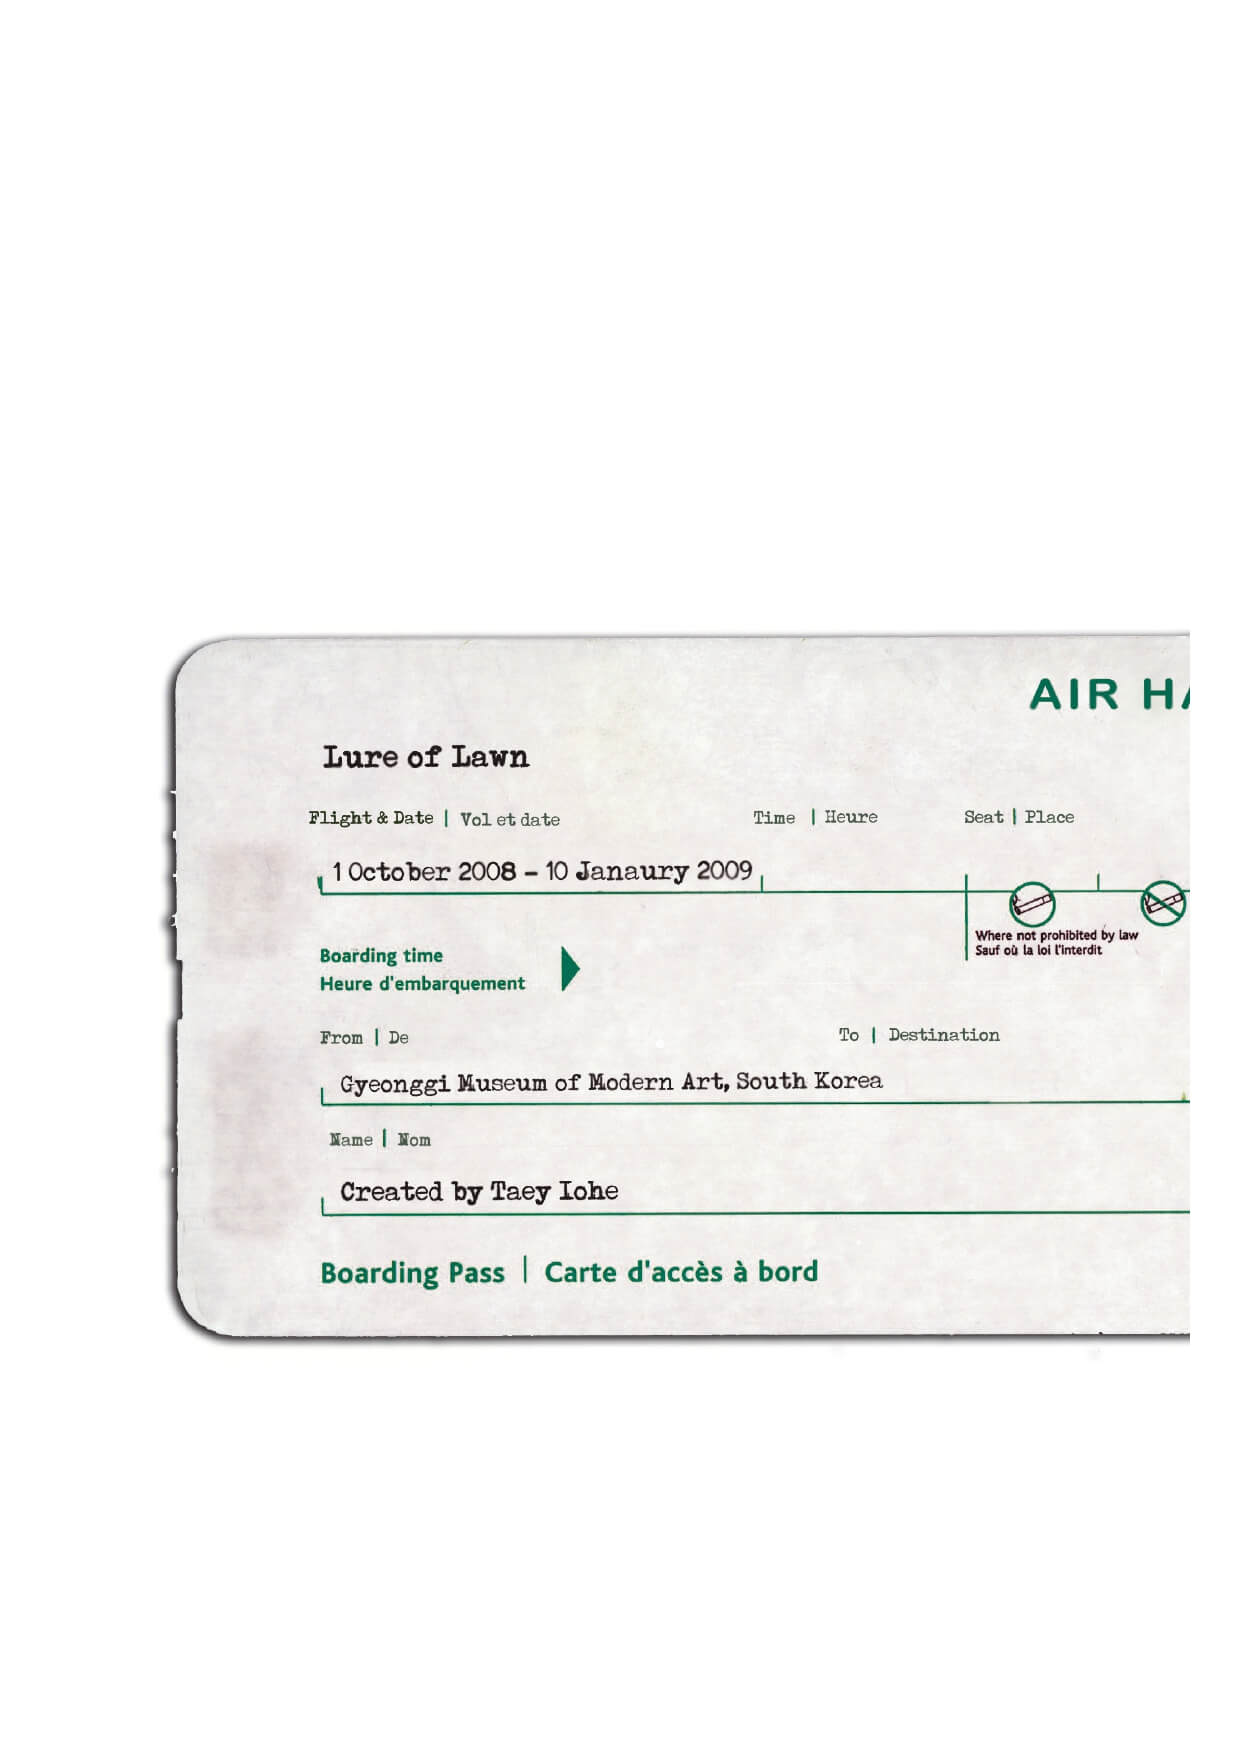 AIR HA
Lure of Lawn
Flight & Date | Vol et date Time | Heure Seat | Place
1 October 2008 – 10 Janaury 2009
Where not prohibited by law
Sauf où la loi l'interdit
Boarding time
Heure d'embarquement
From | De To | Destination
Gyeonggi Museum of Modern Art, South Korea
Name | Nom
Created by Taey Iohe
Boarding Pass | Carte d'accès à bord